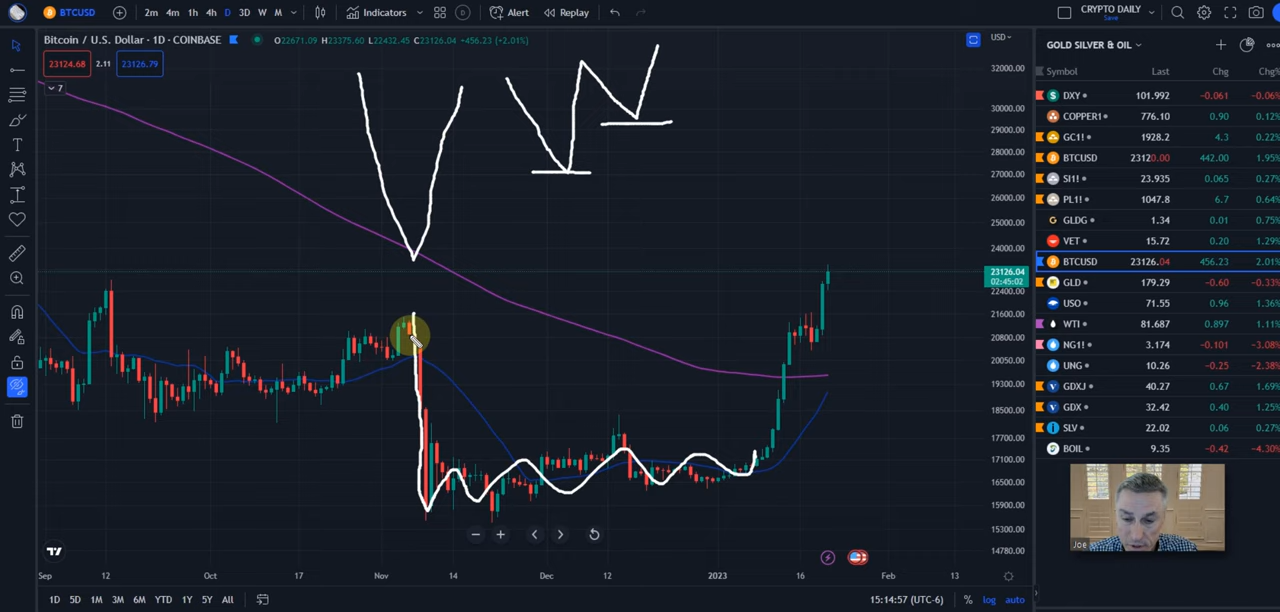 BTCUSD 2m 4m 1h 4h D 3D W M Indicators Alert Replay CRYPTO DAILY
Save
Bitcoin / U.S. Dollar · 1D · COINBASE O22671.09 H23375.60 L22432.45 C23126.04 +456.23 (+2.01%) USD
23124.68 2.11 23126.79
7
32000.00
30000.00
29000.00
28000.00
27000.00
26000.00
25000.00
24000.00
23126.04
02:45:02
22400.00
21600.00
20800.00
20050.00
19300.00
18500.00
17700.00
17100.00
16500.00
15900.00
15300.00
14780.00
Sep 12 Oct 17 Nov 14 Dec 12 2023 16 Feb 13
1D 5D 1M 3M 6M YTD 1Y 5Y All 15:14:57 (UTC-6) % log auto
GOLD SILVER & OIL
Symbol Last Chg Chg%
DXY 101.992 -0.061 -0.06%
COPPER1! 776.10 0.90 0.12%
GC1! 1928.2 4.3 0.22%
BTCUSD 23120.00 442.00 1.95%
SI1! 23.935 0.065 0.27%
PL1! 1047.8 6.7 0.64%
GLDG 1.34 0.01 0.75%
VET 15.72 0.20 1.29%
BTCUSD 23126.04 456.23 2.01%
GLD 179.29 -0.60 -0.33%
USO 71.55 0.96 1.36%
WTI 81.687 0.897 1.11%
NG1! 3.174 -0.101 -3.08%
UNG 10.26 -0.25 -2.38%
GDXJ 40.27 0.67 1.69%
GDX 32.42 0.40 1.25%
SLV 22.02 0.06 0.27%
BOIL 9.35 -0.42 -4.30%
Joe